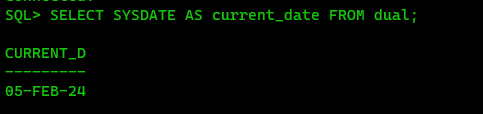 SQL> SELECT SYSDATE AS current_date FROM dual;
CURRENT_D
---------
05-FEB-24